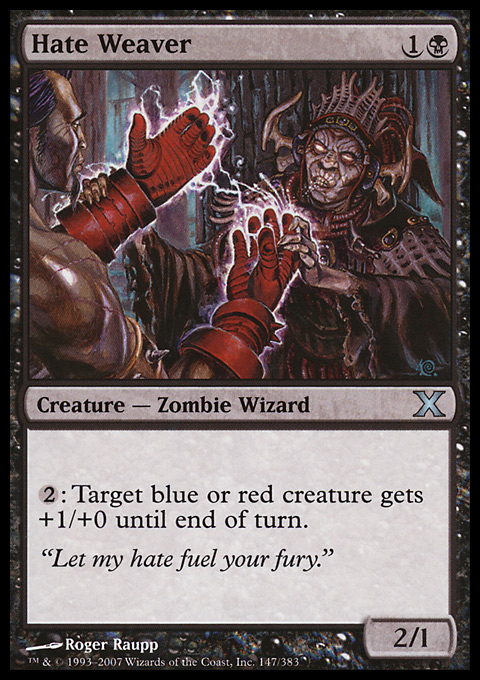 Hate Weaver 1
Creature — Zombie Wizard X
2: Target blue or red creature gets
+1/+0 until end of turn.
“Let my hate fuel your fury.”
Roger Raupp
2/1
™ & © 1993–2007 Wizards of the Coast, Inc. 147/383